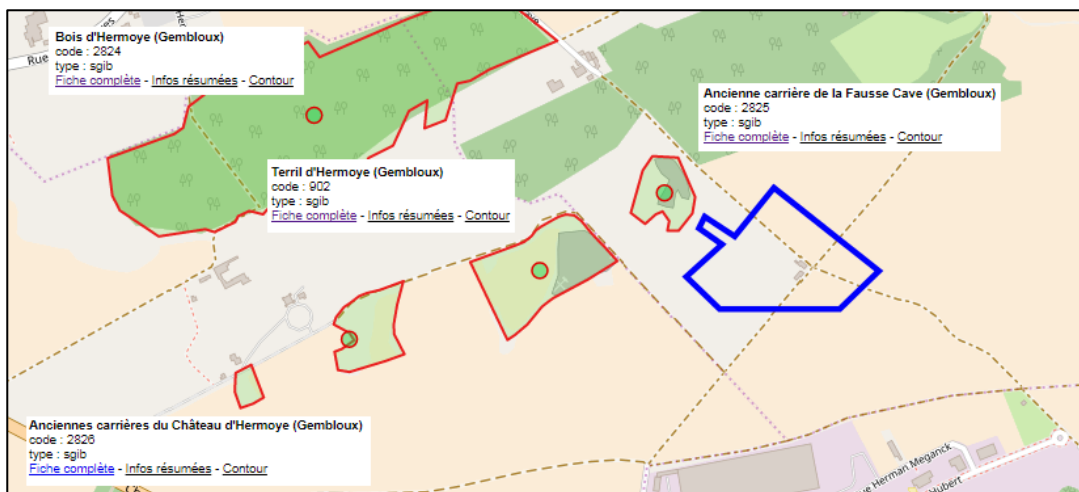 Bois d'Hermoye (Gembloux)
code : 2824
type : sgib
Fiche complète - Infos résumées - Contour
Rue
Ancienne carrière de la Fausse Cave (Gembloux)
code : 2825
type : sgib
Fiche complète - Infos résumées - Contour
Terril d'Hermoye (Gembloux)
code : 902
type : sgib
Fiche complète - Infos résumées - Contour
Anciennes carrières du Château d'Hermoye (Gembloux)
code : 2826
type : sgib
Fiche complète - Infos résumées - Contour
ue Herman Meganck
Hubert